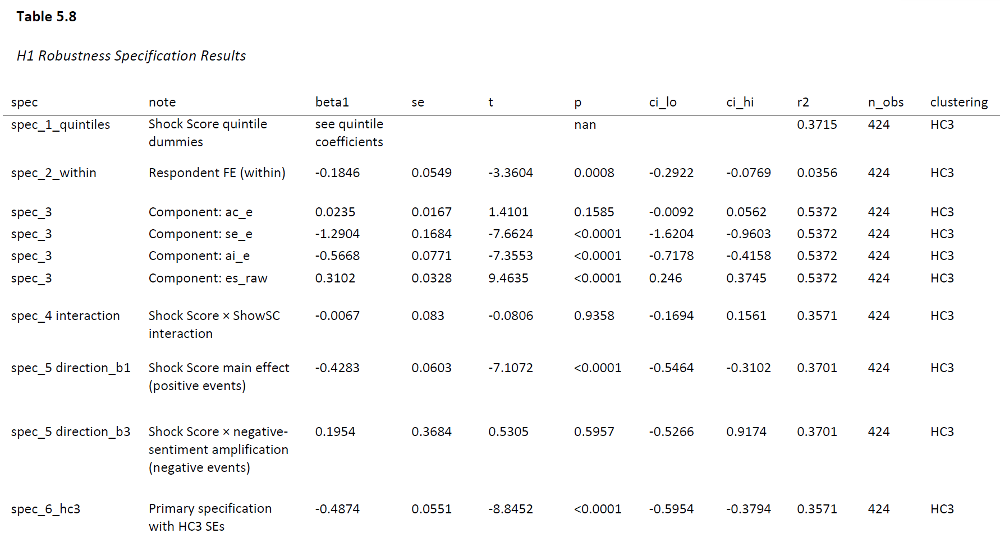 Table 5.8
H1 Robustness Specification Results
spec note beta1 se t p ci_lo ci_hi r2 n_obs clustering
spec_1_quintiles Shock Score quintile see quintile nan 0.3715 424 HC3
dummies coefficients
spec_2_within Respondent FE (within) -0.1846 0.0549 -3.3604 0.0008 -0.2922 -0.0769 0.0356 424 HC3
spec_3 Component: ac_e 0.0235 0.0167 1.4101 0.1585 -0.0092 0.0562 0.5372 424 HC3
spec_3 Component: se_e -1.2904 0.1684 -7.6624 <0.0001 -1.6204 -0.9603 0.5372 424 HC3
spec_3 Component: ai_e -0.5668 0.0771 -7.3553 <0.0001 -0.7178 -0.4158 0.5372 424 HC3
spec_3 Component: es_raw 0.3102 0.0328 9.4635 <0.0001 0.246 0.3745 0.5372 424 HC3
spec_4 interaction Shock Score × ShowSC -0.0067 0.083 -0.0806 0.9358 -0.1694 0.1561 0.3571 424 HC3
interaction
spec_5 direction_b1 Shock Score main effect -0.4283 0.0603 -7.1072 <0.0001 -0.5464 -0.3102 0.3701 424 HC3
(positive events)
spec_5 direction_b3 Shock Score × negative- 0.1954 0.3684 0.5305 0.5957 -0.5266 0.9174 0.3701 424 HC3
sentiment amplification
(negative events)
spec_6_hc3 Primary specification -0.4874 0.0551 -8.8452 <0.0001 -0.5954 -0.3794 0.3571 424 HC3
with HC3 SEs